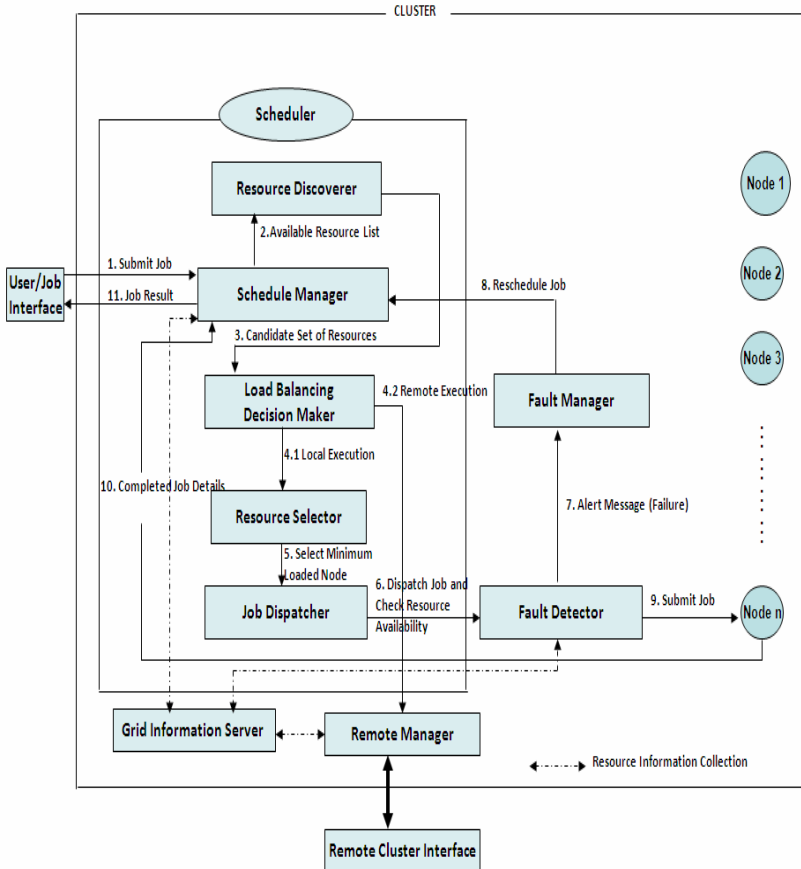 CLUSTER
Scheduler
Resource Discoverer
2.Available Resource List
Node 1
1. Submit Job
User/Job
Interface
Schedule Manager
11. Job Result
8. Reschedule Job
Node 2
3. Candidate Set of Resources
Node 3
Load Balancing
Decision Maker
4.2 Remote Execution
Fault Manager
4.1 Local Execution
10. Completed Job Details
Resource Selector
7. Alert Message (Failure)
5. Select Minimum
Loaded Node
Job Dispatcher
6. Dispatch Job and
Check Resource
Availability
Fault Detector
9. Submit Job
Node n
Grid Information Server
Remote Manager
Resource Information Collection
Remote Cluster Interface